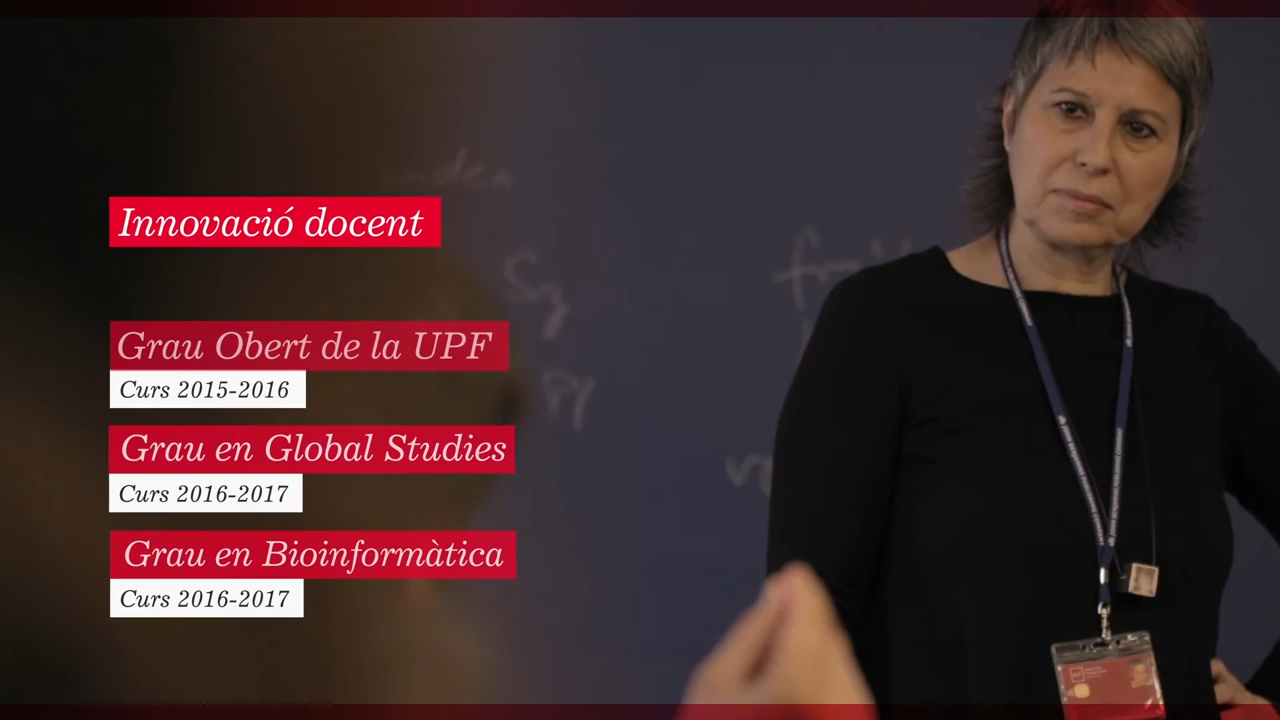 Innovació docent
Grau Obert de la UPF
Curs 2015-2016
Grau en Global Studies
Curs 2016-2017
Grau en Bioinformàtica
Curs 2016-2017